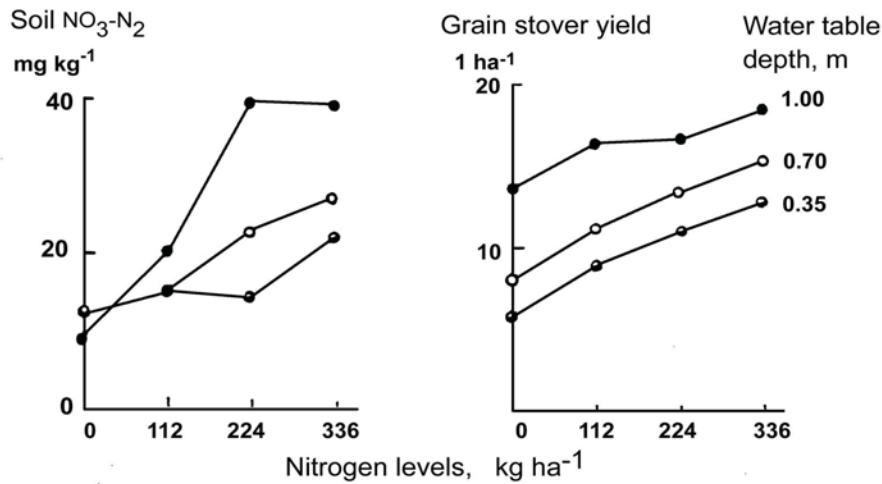 Soil NO₃-N₂
mg kg⁻¹
40
20
0
0 112 224 336
Grain stover yield
1 ha⁻¹
20
10
0 112 224 336
Water table
depth, m
1.00
0.70
0.35
Nitrogen levels, kg ha⁻¹